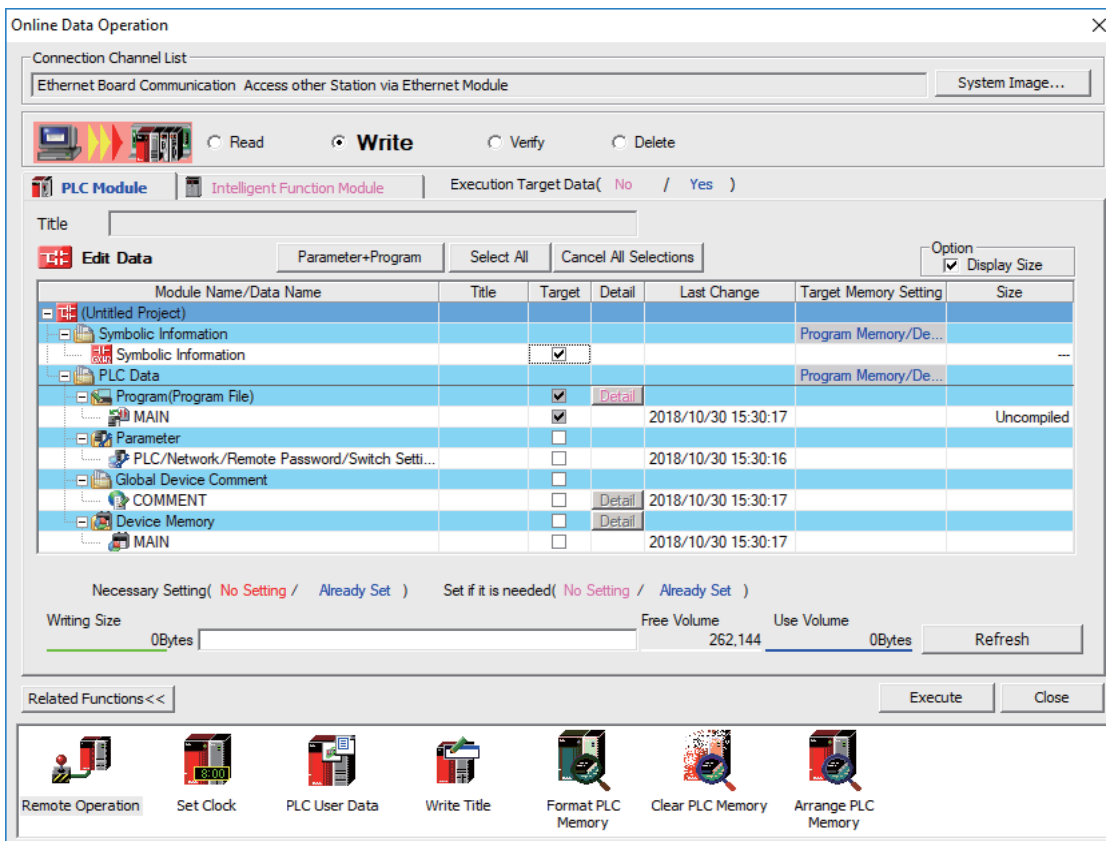 Online Data Operation
Connection Channel List
Ethernet Board Communication Access other Station via Ethernet Module
System Image...
Read Write Verify Delete
PLC Module Intelligent Function Module Execution Target Data( No / Yes )
Title
Edit Data Parameter+Program Select All Cancel All Selections Option
Display Size
Module Name/Data Name Title Target Detail Last Change Target Memory Setting Size
(Untitled Project)
Symbolic Information Program Memory/De...
Symbolic Information ---
PLC Data Program Memory/De...
Program(Program File) Detail
MAIN 2018/10/30 15:30:17 Uncompiled
Parameter
PLC/Network/Remote Password/Switch Setti... 2018/10/30 15:30:16
Global Device Comment
COMMENT Detail 2018/10/30 15:30:17
Device Memory Detail
MAIN 2018/10/30 15:30:17
Necessary Setting( No Setting / Already Set ) Set if it is needed( No Setting / Already Set )
Writing Size Free Volume Use Volume
0Bytes 262,144 0Bytes Refresh
Related Functions<< Execute Close
8:00
Remote Operation Set Clock PLC User Data Write Title Format PLC Clear PLC Memory Arrange PLC
Memory Memory